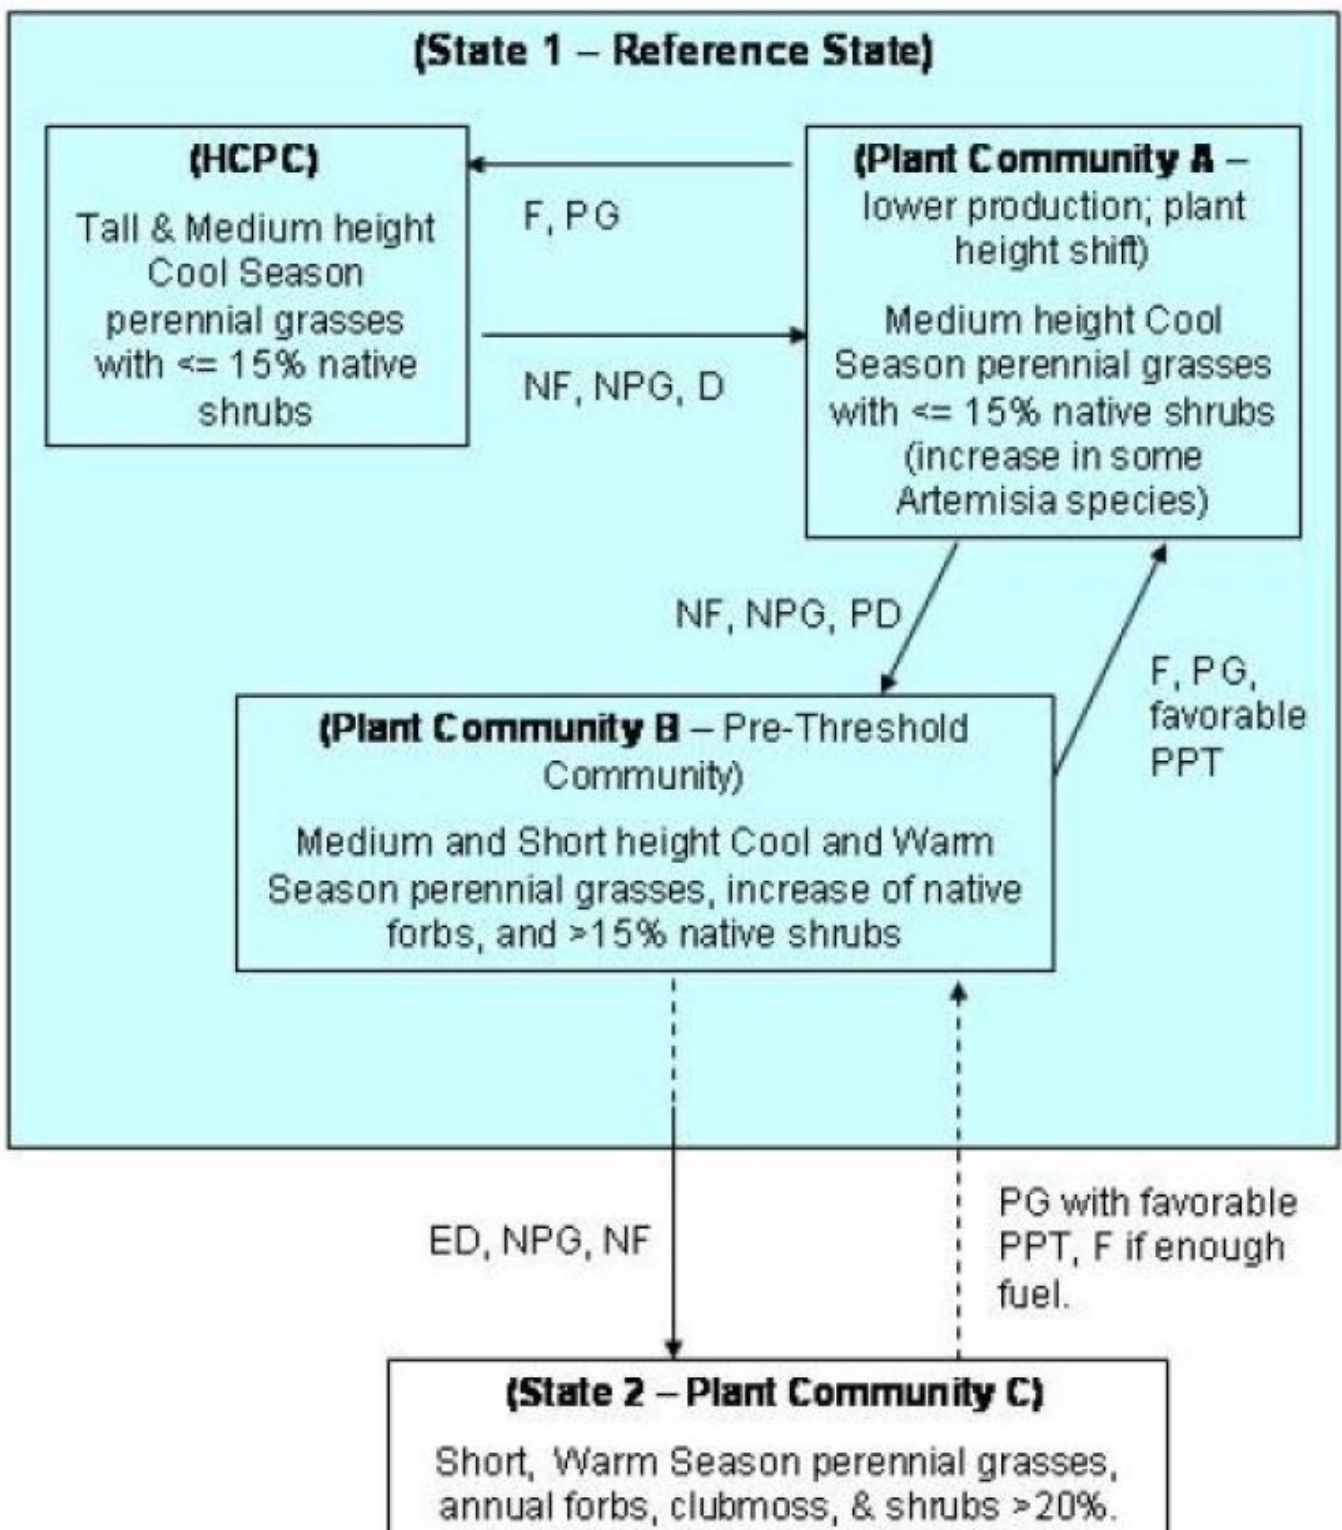 (State 1 – Reference State)
(HCPC)
Tall & Medium height
Cool Season
perennial grasses
with <= 15% native
shrubs
F, PG
NF, NPG, D
(Plant Community A –
lower production; plant
height shift)
Medium height Cool
Season perennial grasses
with <= 15% native shrubs
(increase in some
Artemisia species)
NF, NPG, PD
F, PG,
favorable
PPT
(Plant Community B – Pre-Threshold
Community)
Medium and Short height Cool and Warm
Season perennial grasses, increase of native
forbs, and >15% native shrubs
ED, NPG, NF
PG with favorable
PPT, F if enough
fuel.
(State 2 – Plant Community C)
Short, Warm Season perennial grasses,
annual forbs, clubmoss, & shrubs >20%.